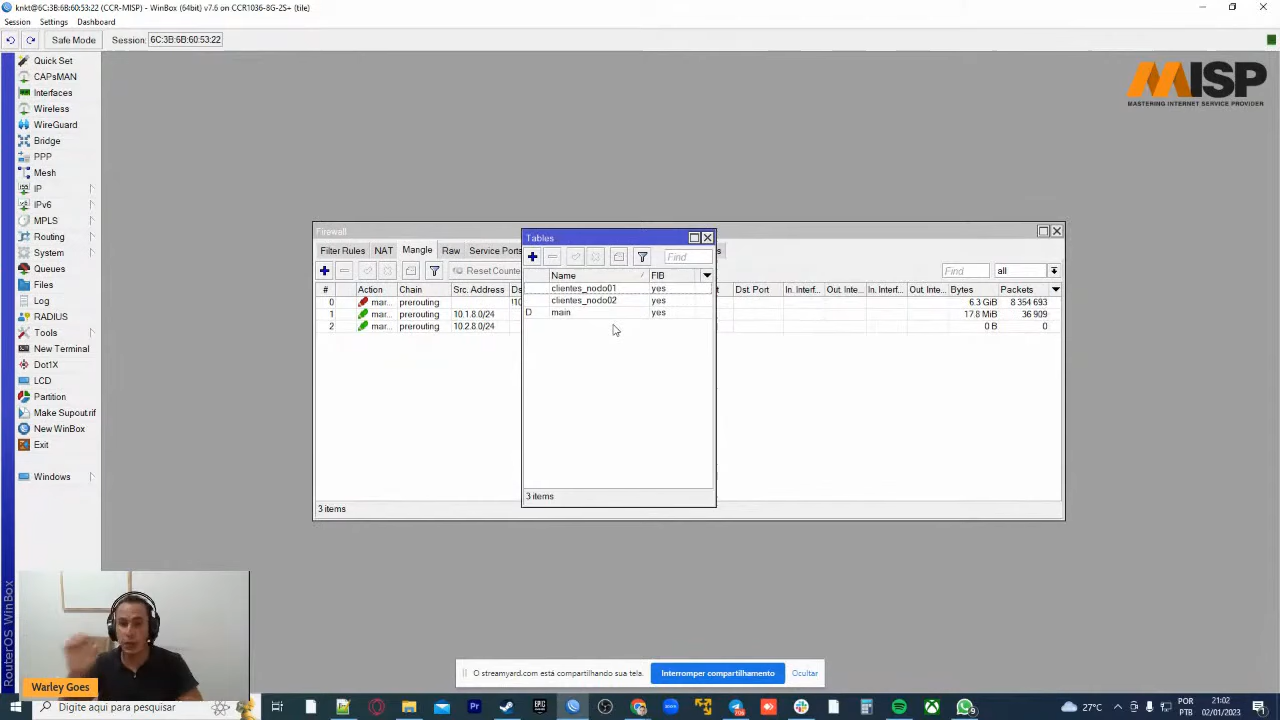 knkt@6C:3B:6B:60:53:22 (CCR-MISP) - WinBox (64bit) v7.6 on CCR1036-8G-2S+ (tile)
Session Settings Dashboard
Safe Mode Session: 6C:3B:6B:60:53:22
MISP
MASTERING INTERNET SERVICE PROVIDER
Quick Set
CAPsMAN
Interfaces
Wireless
WireGuard
Bridge
PPP
Mesh
IP
IPv6
MPLS
Routing
System
Queues
Files
Log
RADIUS
Tools
New Terminal
Dot1X
LCD
Partition
Make Supout.rif
New WinBox
Exit
Windows
RouterOS WinBox
Firewall
Filter Rules NAT Mangle Raw Service Ports
Reset Counte
Find all
# Action Chain Src. Address Dst. Port In. Interf... Out. Inte... In. Interf... Out. Inte... Bytes Packets
0 mar... prerouting !10 6.3 GiB 8 354 693
1 mar... prerouting 10.1.8.0/24 17.8 MiB 36 909
2 mar... prerouting 10.2.8.0/24 0 B 0
3 items
Tables
Find
Name FIB
clientes_nodo01 yes
clientes_nodo02 yes
D main yes
3 items
Warley Goes
O streamyard.com está compartilhando sua tela. Interromper compartilhamento Ocultar
Digite aqui para pesquisar
27°C
POR
PTB
21:02
02/01/2023